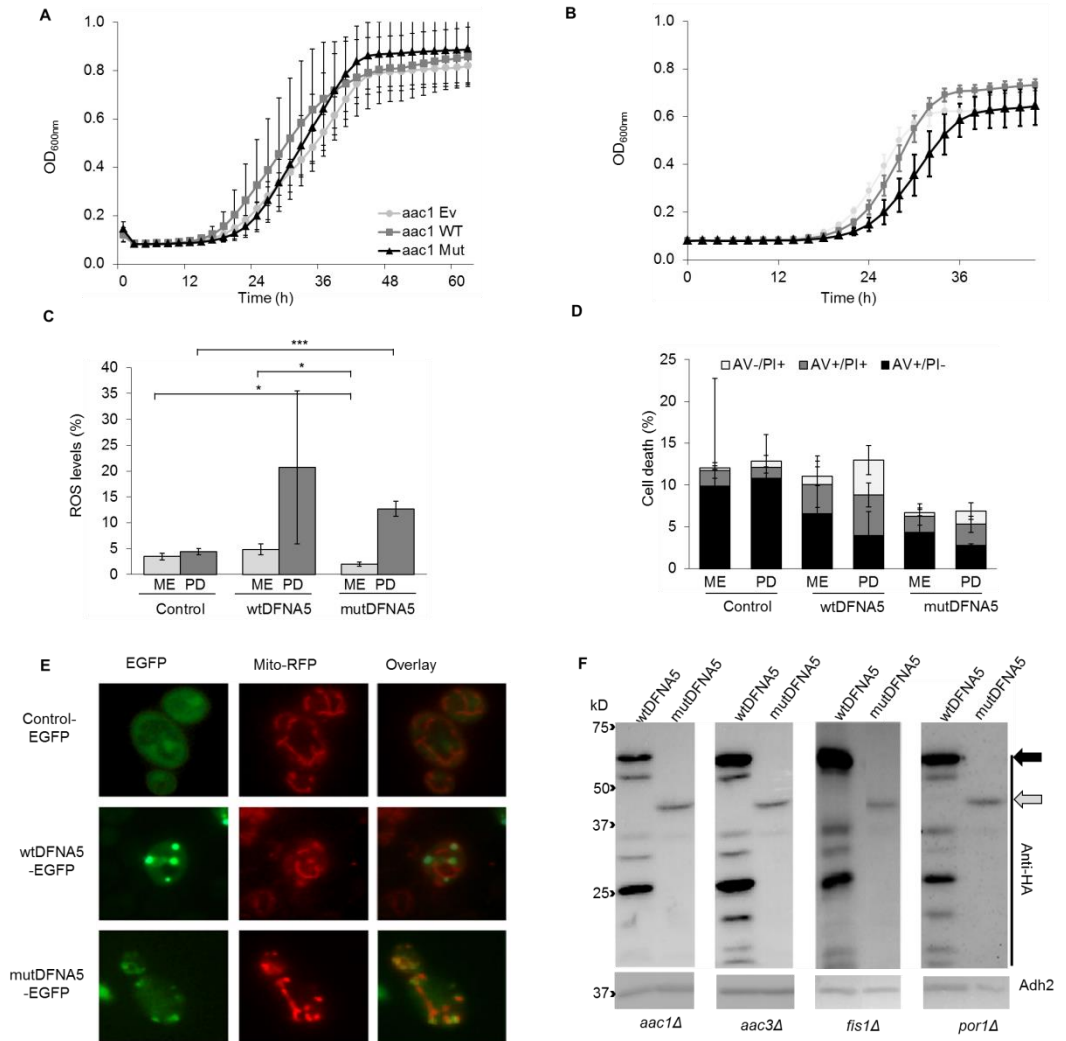 A
1.0
0.8
0.6
0.4
0.2
0.0
OD600nm
0 12 24 36 48 60
Time (h)
aac1 Ev
aac1 WT
aac1 Mut
B
1.0
0.8
0.6
0.4
0.2
0.0
OD600nm
0 12 24 36
Time (h)
C
*** 
*
*
40
35
30
25
20
15
10
5
0
ROS levels (%)
ME PD ME PD ME PD
Control wtDFNA5 mutDFNA5
D
AV-/PI+ AV+/PI+ AV+/PI-
25
20
15
10
5
0
Cell death (%)
ME PD ME PD ME PD
Control wtDFNA5 mutDFNA5
E
EGFP Mito-RFP Overlay
Control-
EGFP
wtDFNA5
-EGFP
mutDFNA5
-EGFP
F
wtDFNA5 mutDFNA5 wtDFNA5 mutDFNA5 wtDFNA5 mutDFNA5 wtDFNA5 mutDFNA5
kD
75
50
37
25
Anti-HA
37
Adh2
aac1Δ aac3Δ fis1Δ por1Δ